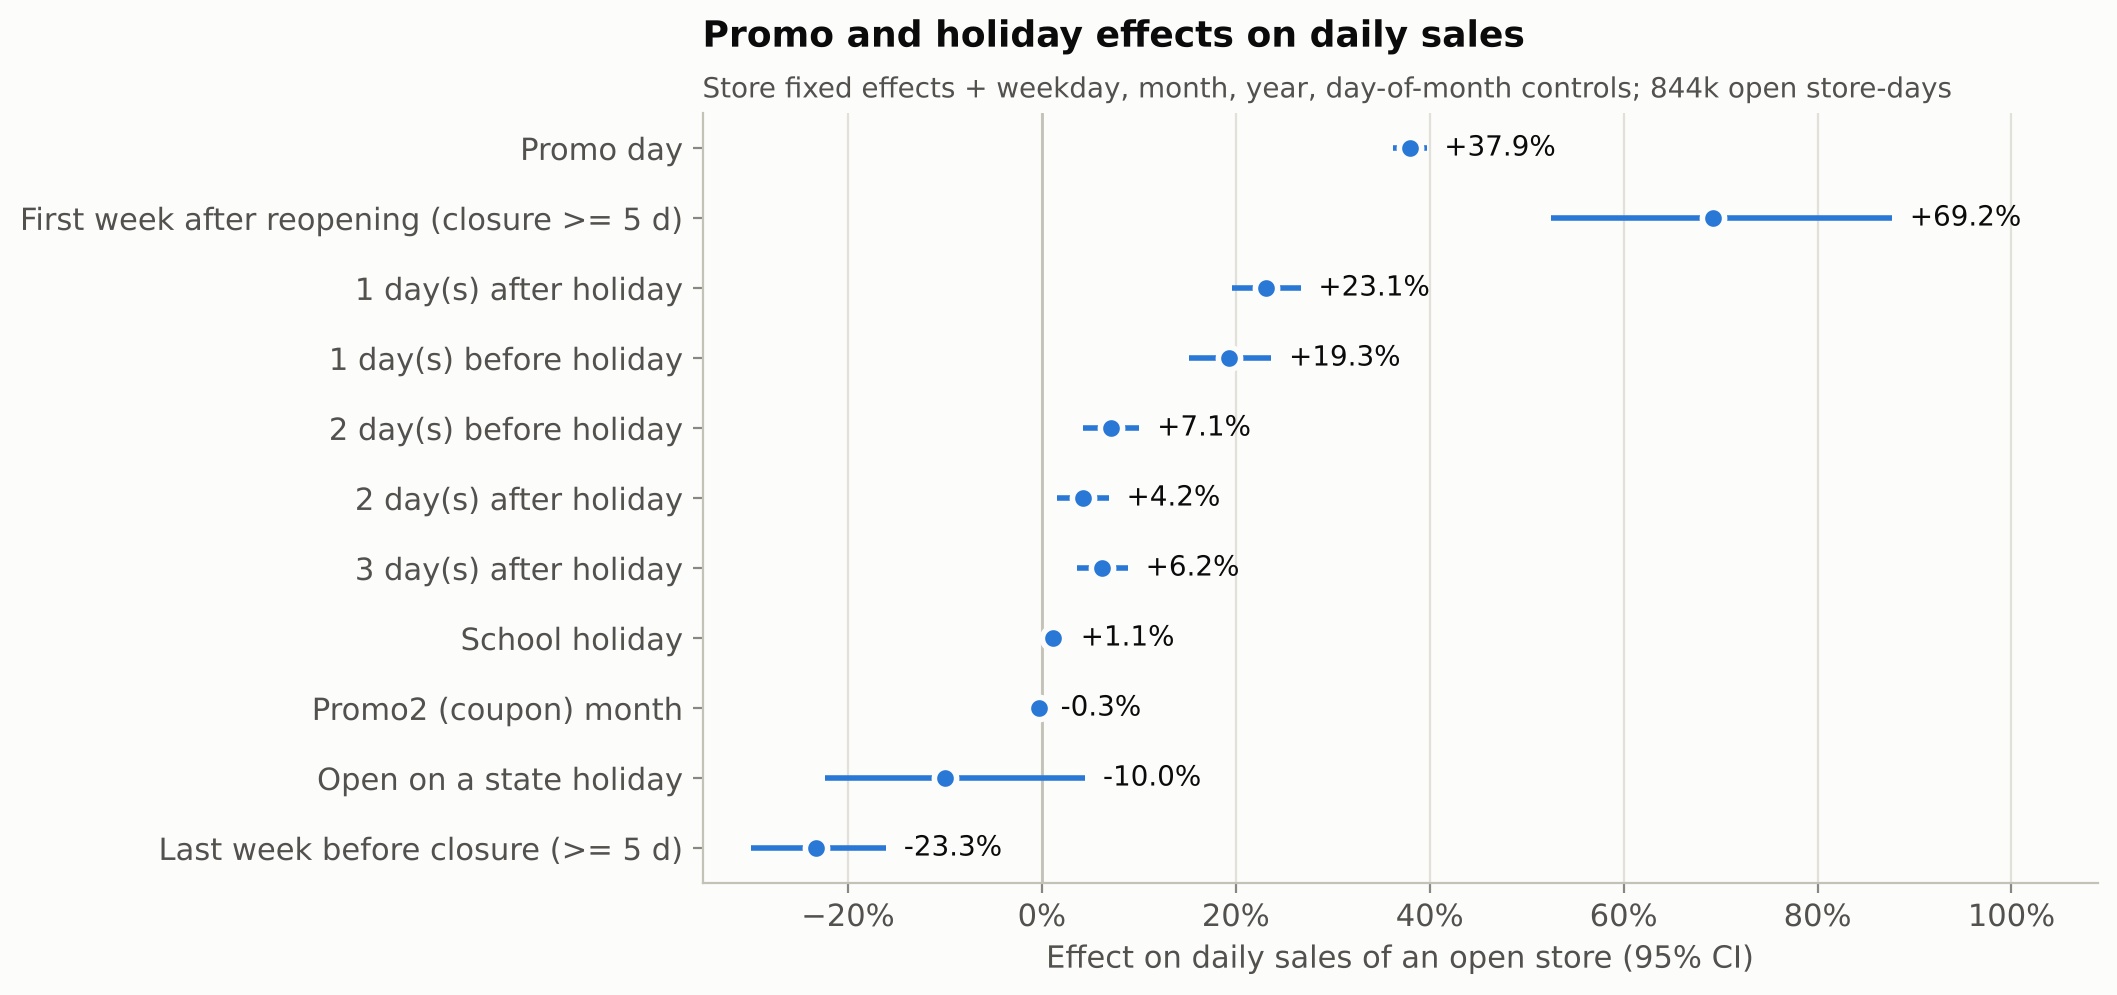 Promo and holiday effects on daily sales
Store fixed effects + weekday, month, year, day-of-month controls; 844k open store-days
Promo day +37.9%
First week after reopening (closure >= 5 d) +69.2%
1 day(s) after holiday +23.1%
1 day(s) before holiday +19.3%
2 day(s) before holiday +7.1%
2 day(s) after holiday +4.2%
3 day(s) after holiday +6.2%
School holiday +1.1%
Promo2 (coupon) month -0.3%
Open on a state holiday -10.0%
Last week before closure (>= 5 d) -23.3%
−20% 0% 20% 40% 60% 80% 100%
Effect on daily sales of an open store (95% CI)